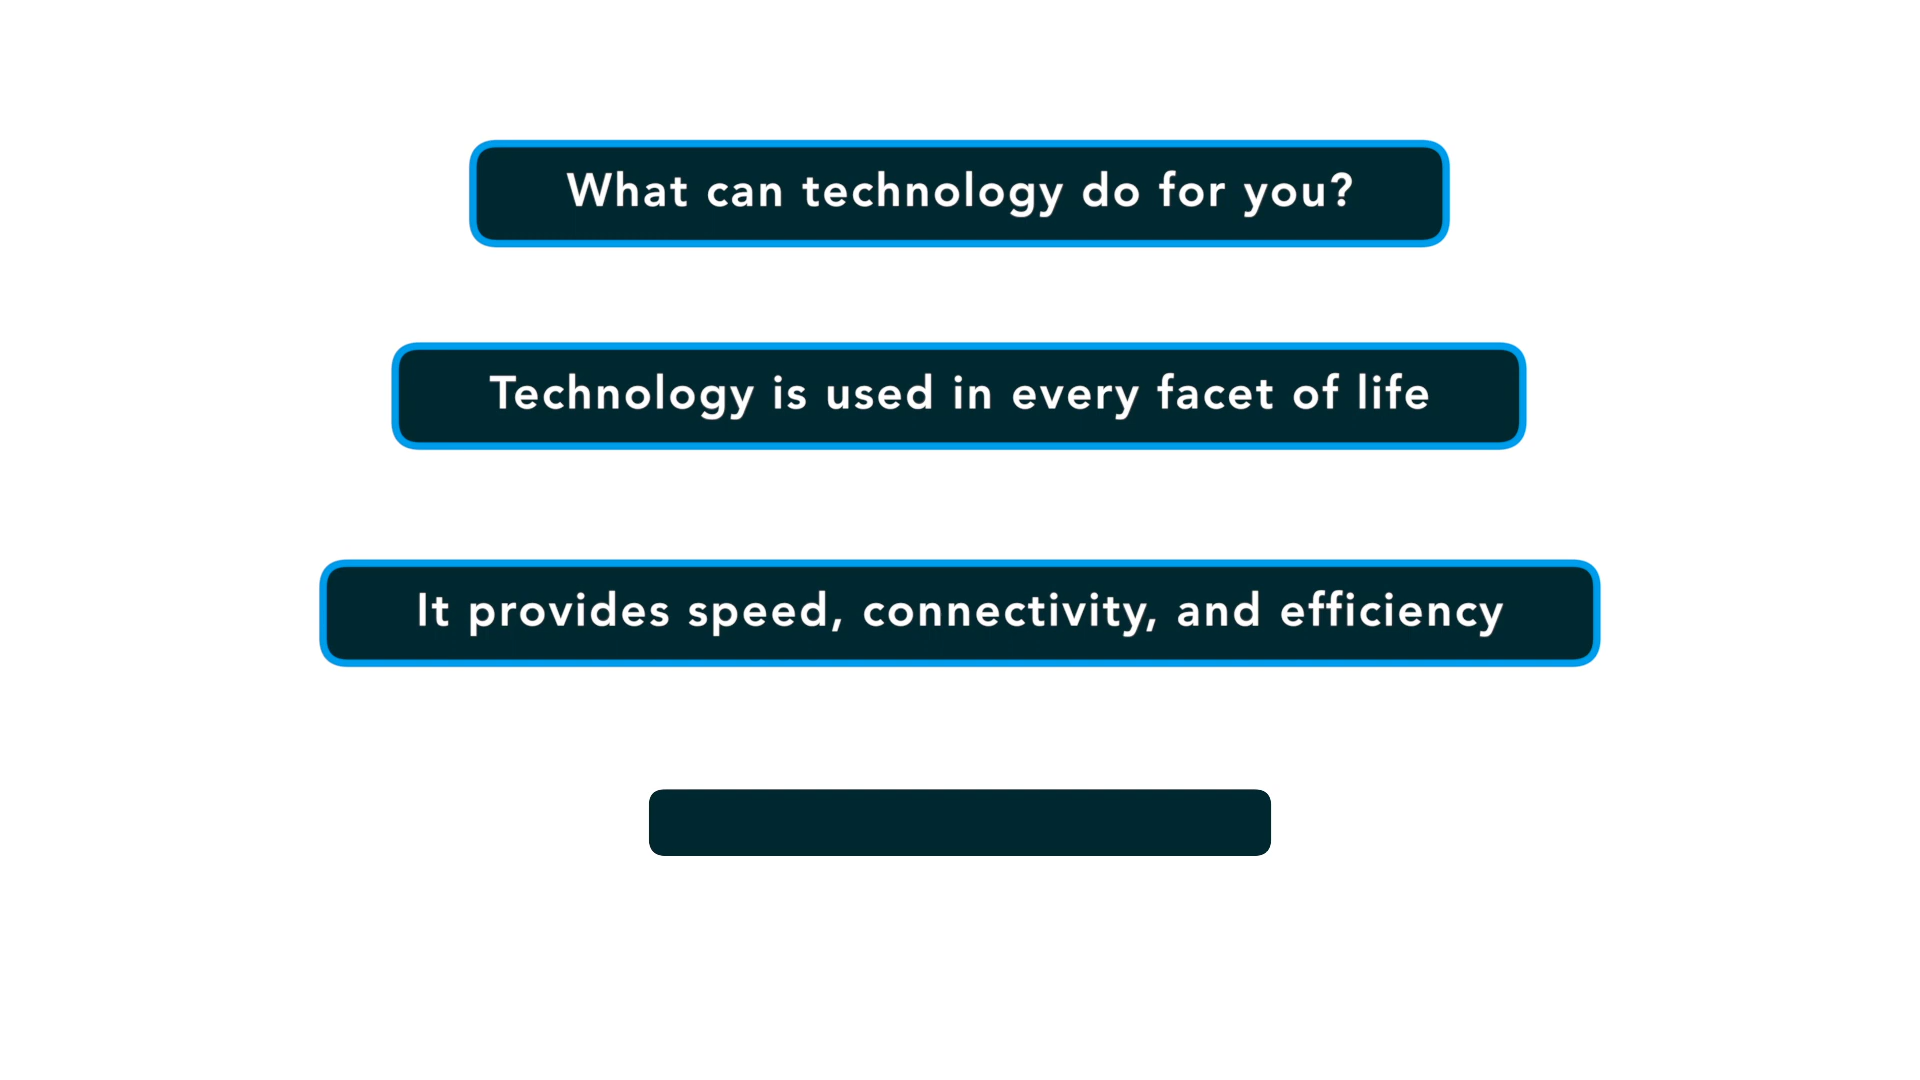 What can technology do for you?
Technology is used in every facet of life
It provides speed, connectivity, and efficiency